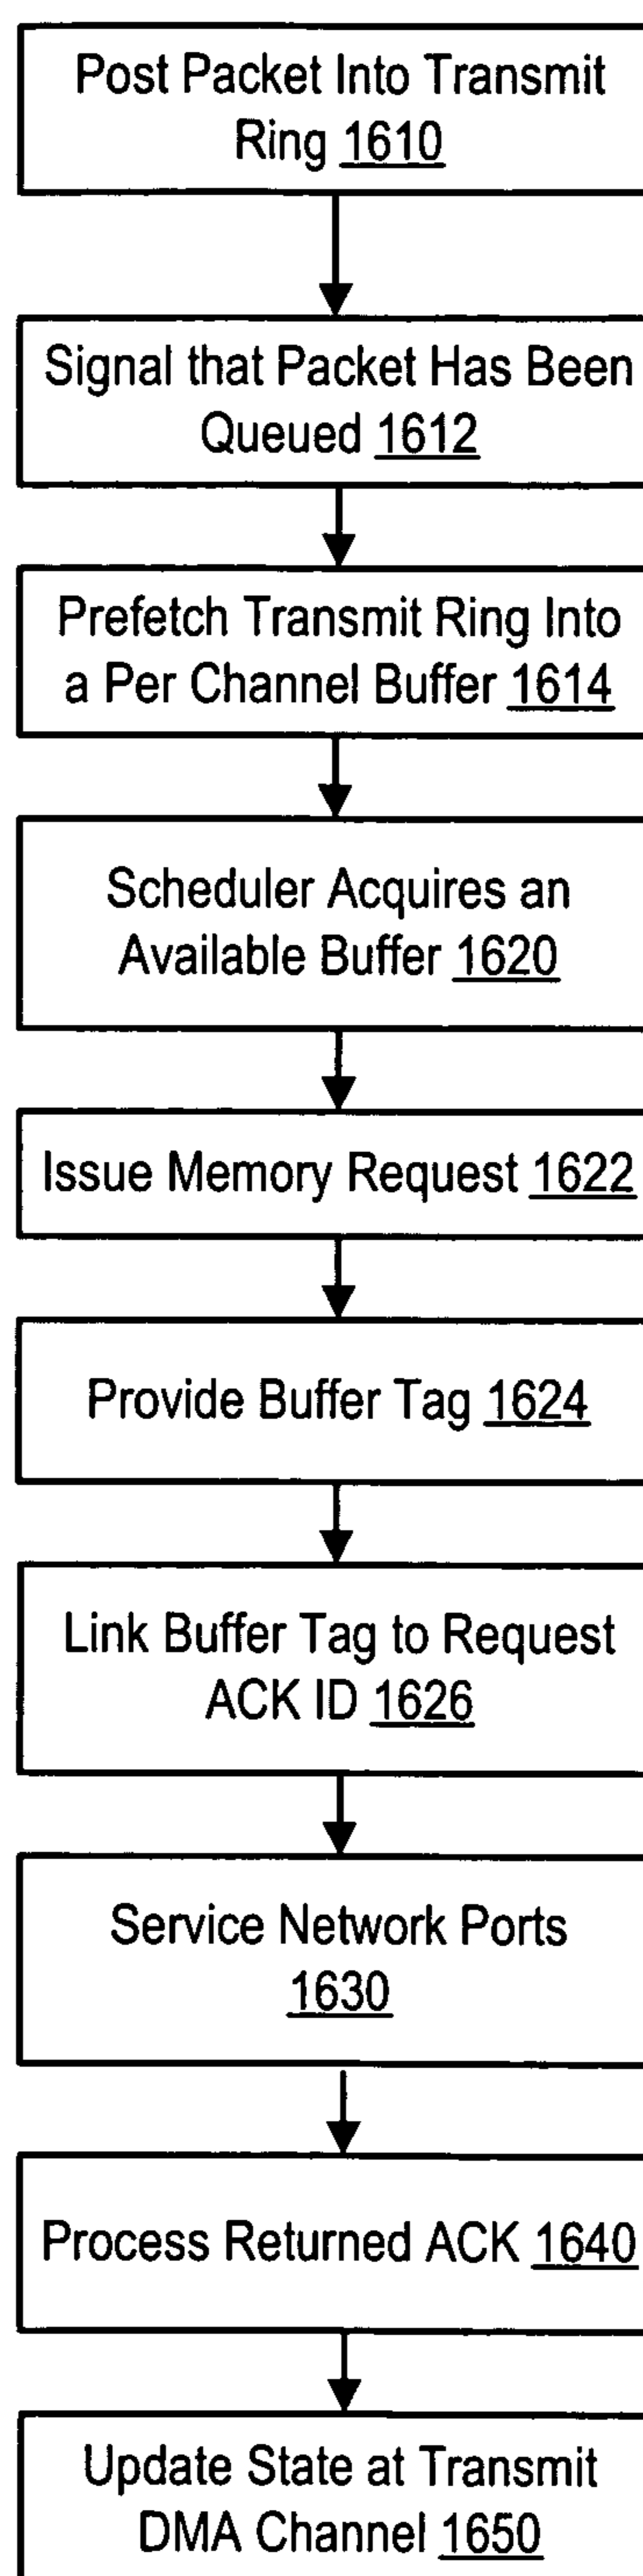 Post Packet Into Transmit
Ring 1610
Signal that Packet Has Been
Queued 1612
Prefetch Transmit Ring Into
a Per Channel Buffer 1614
Scheduler Acquires an
Available Buffer 1620
Issue Memory Request 1622
Provide Buffer Tag 1624
Link Buffer Tag to Request
ACK ID 1626
Service Network Ports
1630
Process Returned ACK 1640
Update State at Transmit
DMA Channel 1650